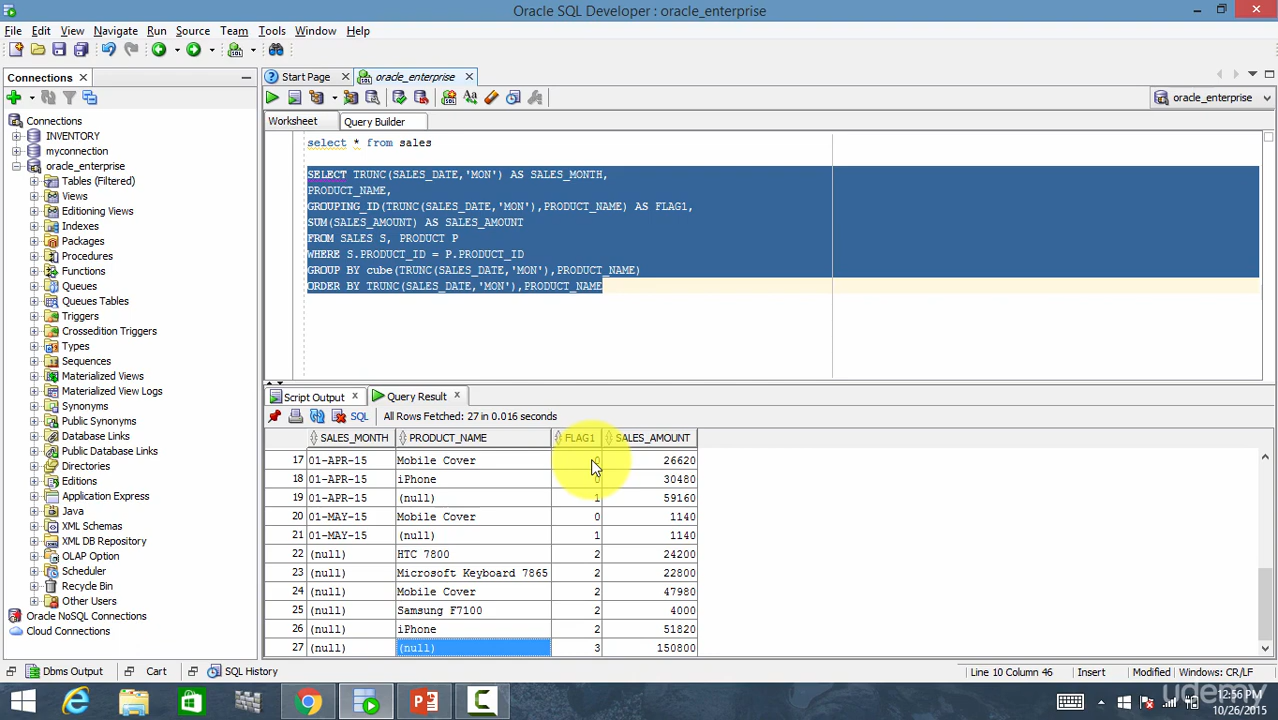 Oracle SQL Developer : oracle_enterprise
File Edit View Navigate Run Source Team Tools Window Help
Connections
Start Page
oracle_enterprise
oracle_enterprise
Worksheet
Query Builder
Connections
INVENTORY
myconnection
oracle_enterprise
Tables (Filtered)
Views
Editioning Views
Indexes
Packages
Procedures
Functions
Queues
Queues Tables
Triggers
Crossedition Triggers
Types
Sequences
Materialized Views
Materialized View Logs
Synonyms
Public Synonyms
Database Links
Public Database Links
Directories
Editions
Application Express
Java
XML Schemas
XML DB Repository
OLAP Option
Scheduler
Recycle Bin
Other Users
Oracle NoSQL Connections
Cloud Connections
select * from sales
SELECT TRUNC(SALES_DATE,'MON') AS SALES_MONTH,
PRODUCT_NAME,
GROUPING_ID(TRUNC(SALES_DATE,'MON'),PRODUCT_NAME) AS FLAG1,
SUM(SALES_AMOUNT) AS SALES_AMOUNT
FROM SALES S, PRODUCT P
WHERE S.PRODUCT_ID = P.PRODUCT_ID
GROUP BY cube(TRUNC(SALES_DATE,'MON'),PRODUCT_NAME)
ORDER BY TRUNC(SALES_DATE,'MON'),PRODUCT_NAME
Script Output
Query Result
SQL
All Rows Fetched: 27 in 0.016 seconds
SALES_MONTH PRODUCT_NAME FLAG1 SALES_AMOUNT
17 01-APR-15 Mobile Cover 0 26620
18 01-APR-15 iPhone 0 30480
19 01-APR-15 (null) 1 59160
20 01-MAY-15 Mobile Cover 0 1140
21 01-MAY-15 (null) 1 1140
22 (null) HTC 7800 2 24200
23 (null) Microsoft Keyboard 7865 2 22800
24 (null) Mobile Cover 2 47980
25 (null) Samsung F7100 2 4000
26 (null) iPhone 2 51820
27 (null) (null) 3 150800
Dbms Output
Cart
SQL History
Line 10 Column 46
Insert
Modified
Windows: CR/LF
udemy
12:56 PM
10/26/2015